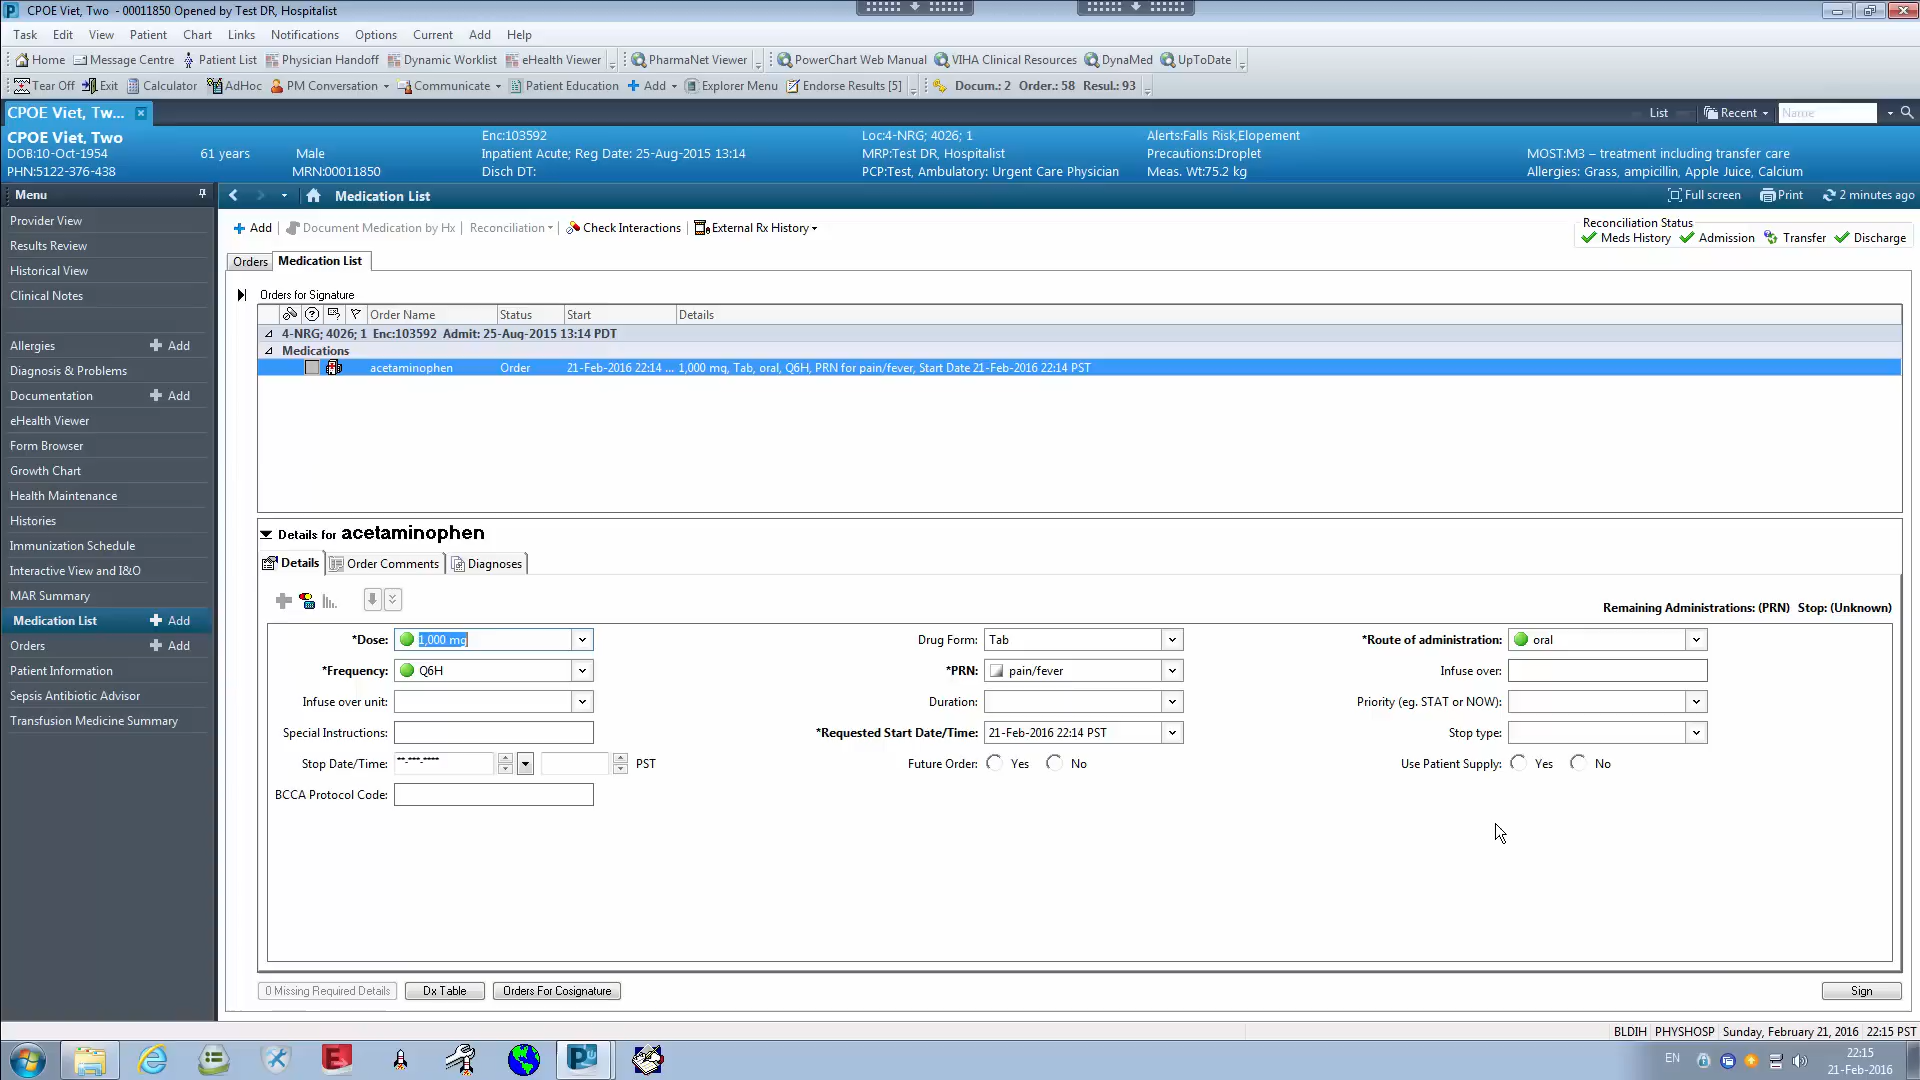 CPOE Viet, Two - 00011850 Opened by Test DR, Hospitalist
Task Edit View Patient Chart Links Notifications Options Current Add Help
Home Message Centre Patient List Physician Handoff Dynamic Worklist eHealth Viewer PharmaNet Viewer PowerChart Web Manual VIHA Clinical Resources DynaMed UpToDate
Tear Off Exit Calculator AdHoc PM Conversation Communicate Patient Education Add Explorer Menu Endorse Results [5] Docum.: 2 Order.: 58 Resul.: 93
CPOE Viet, Tw... List Recent Name
CPOE Viet, Two Enc:103592 Loc:4-NRG; 4026; 1 Alerts:Falls Risk,Elopement
DOB:10-Oct-1954 61 years Male Inpatient Acute; Reg Date: 25-Aug-2015 13:14 MRP:Test DR, Hospitalist Precautions:Droplet MOST:M3 – treatment including transfer care
PHN:5122-376-438 MRN:00011850 Disch DT: PCP:Test, Ambulatory: Urgent Care Physician Meas. Wt:75.2 kg Allergies: Grass, ampicillin, Apple Juice, Calcium
Menu
Provider View
Results Review
Historical View
Clinical Notes
Allergies Add
Diagnosis & Problems
Documentation Add
eHealth Viewer
Form Browser
Growth Chart
Health Maintenance
Histories
Immunization Schedule
Interactive View and I&O
MAR Summary
Medication List Add
Orders Add
Patient Information
Sepsis Antibiotic Advisor
Transfusion Medicine Summary
Medication List Full screen Print 2 minutes ago
Add Document Medication by Hx Reconciliation Check Interactions External Rx History
Reconciliation Status
Meds History Admission Transfer Discharge
Orders Medication List
Orders for Signature
Order Name Status Start Details
4-NRG; 4026; 1 Enc:103592 Admit: 25-Aug-2015 13:14 PDT
Medications
acetaminophen Order 21-Feb-2016 22:14 ... 1,000 mg, Tab, oral, Q6H, PRN for pain/fever, Start Date 21-Feb-2016 22:14 PST
Details for acetaminophen
Details Order Comments Diagnoses
Remaining Administrations: (PRN) Stop: (Unknown)
*Dose: 1,000 mg Drug Form: Tab *Route of administration: oral
*Frequency: Q6H *PRN: pain/fever Infuse over:
Infuse over unit: Duration: Priority (eg. STAT or NOW):
Special Instructions: *Requested Start Date/Time: 21-Feb-2016 22:14 PST Stop type:
Stop Date/Time: **-***-**** PST Future Order: Yes No Use Patient Supply: Yes No
BCCA Protocol Code:
0 Missing Required Details Dx Table Orders For Cosignature Sign
BLDIH PHYSHOSP Sunday, February 21, 2016 22:15 PST
EN 22:15
21-Feb-2016